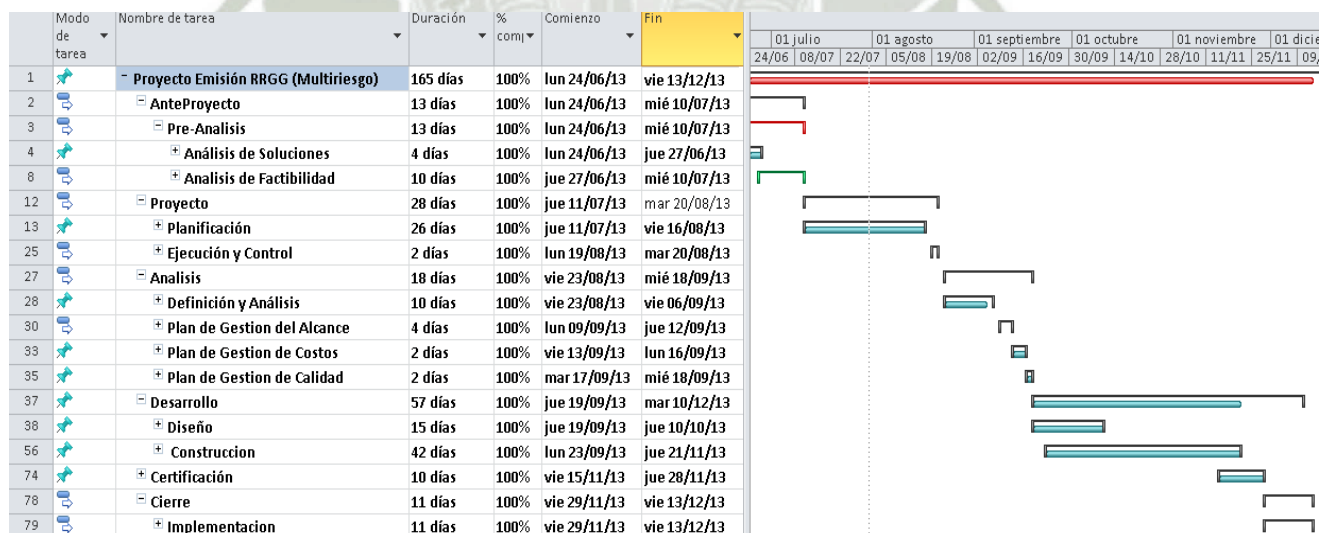 Modo de tarea Nombre de tarea Duración % comp Comienzo Fin
01 julio 01 agosto 01 septiembre 01 octubre 01 noviembre 01 dicie
24/06 08/07 22/07 05/08 19/08 02/09 16/09 30/09 14/10 28/10 11/11 25/11 09/
1 Proyecto Emisión RRGG (Multiriesgo) 165 días 100% lun 24/06/13 vie 13/12/13
2 AnteProyecto 13 días 100% lun 24/06/13 mié 10/07/13
3 Pre-Analisis 13 días 100% lun 24/06/13 mié 10/07/13
4 Análisis de Soluciones 4 días 100% lun 24/06/13 jue 27/06/13
8 Analisis de Factibilidad 10 días 100% jue 27/06/13 mié 10/07/13
12 Proyecto 28 días 100% jue 11/07/13 mar 20/08/13
13 Planificación 26 días 100% jue 11/07/13 vie 16/08/13
25 Ejecución y Control 2 días 100% lun 19/08/13 mar 20/08/13
27 Analisis 18 días 100% vie 23/08/13 mié 18/09/13
28 Definición y Análisis 10 días 100% vie 23/08/13 vie 06/09/13
30 Plan de Gestion del Alcance 4 días 100% lun 09/09/13 jue 12/09/13
33 Plan de Gestion de Costos 2 días 100% vie 13/09/13 lun 16/09/13
35 Plan de Gestion de Calidad 2 días 100% mar 17/09/13 mié 18/09/13
37 Desarrollo 57 días 100% jue 19/09/13 mar 10/12/13
38 Diseño 15 días 100% jue 19/09/13 jue 10/10/13
56 Construccion 42 días 100% lun 23/09/13 jue 21/11/13
74 Certificación 10 días 100% vie 15/11/13 jue 28/11/13
78 Cierre 11 días 100% vie 29/11/13 vie 13/12/13
79 Implementacion 11 días 100% vie 29/11/13 vie 13/12/13